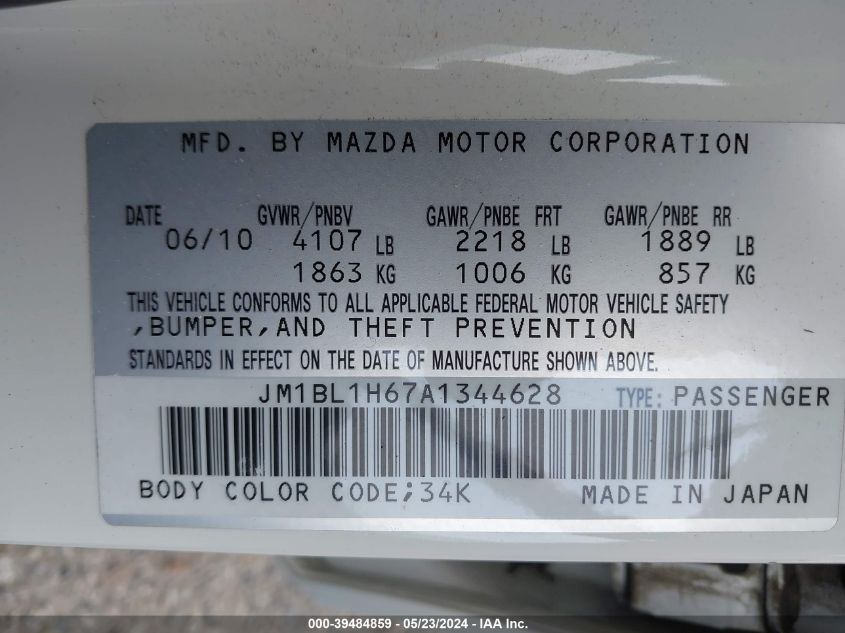 MFD. BY MAZDA MOTOR CORPORATION
DATE GVWR/PNBV GAWR/PNBE FRT GAWR/PNBE RR
06/10 4107 LB 2218 LB 1889 LB
1863 KG 1006 KG 857 KG
THIS VEHICLE CONFORMS TO ALL APPLICABLE FEDERAL MOTOR VEHICLE SAFETY
,BUMPER,AND THEFT PREVENTION
STANDARDS IN EFFECT ON THE DATE OF MANUFACTURE SHOWN ABOVE.
JM1BL1H67A1344628 TYPE: PASSENGER
BODY COLOR CODE;34K MADE IN JAPAN
000-39484859 / 05/23/2024 - © IAA Inc.